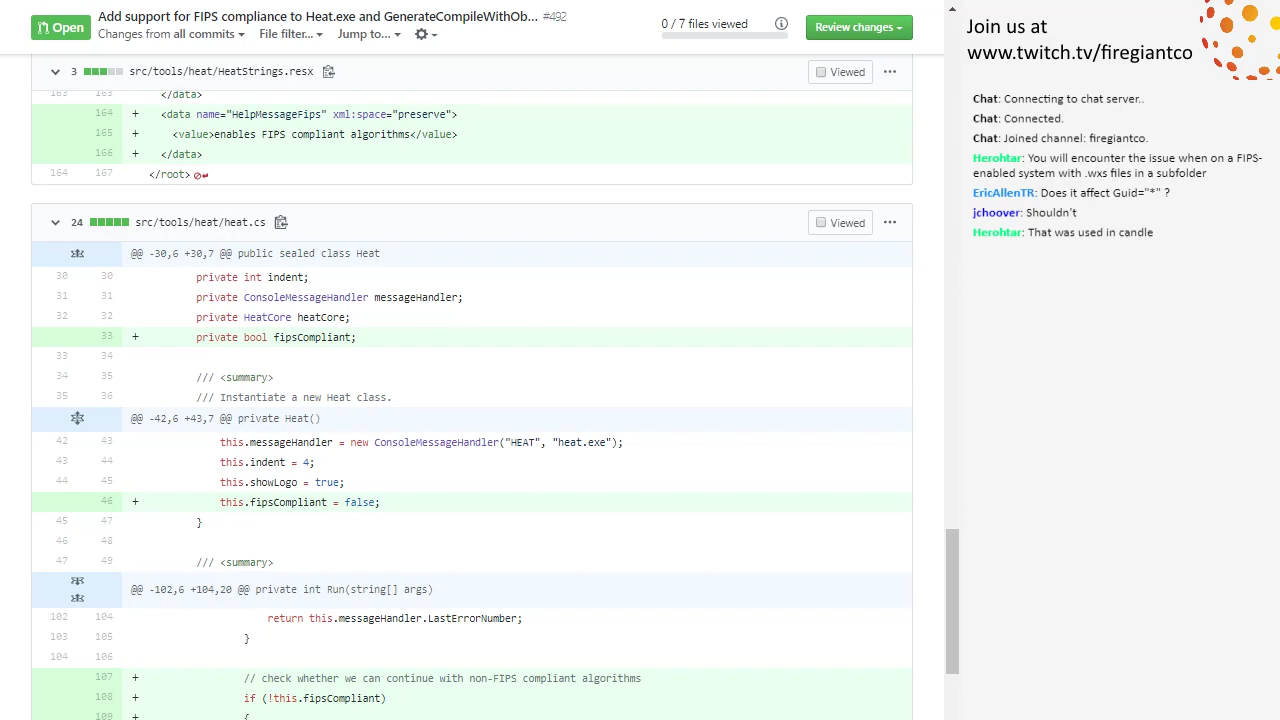 Open
Add support for FIPS compliance to Heat.exe and GenerateCompileWithOb... #492
Changes from all commits File filter... Jump to...
0 / 7 files viewed
Review changes
3 src/tools/heat/HeatStrings.resx Viewed
163 163 </data>
164 + <data name="HelpMessageFips" xml:space="preserve">
165 + <value>enables FIPS compliant algorithms</value>
166 + </data>
164 167 </root>
24 src/tools/heat/heat.cs Viewed
@@ -30,6 +30,7 @@ public sealed class Heat
30 30 private int indent;
31 31 private ConsoleMessageHandler messageHandler;
32 32 private HeatCore heatCore;
33 + private bool fipsCompliant;
33 34
34 35 /// <summary>
35 36 /// Instantiate a new Heat class.
@@ -42,6 +43,7 @@ private Heat()
42 43 this.messageHandler = new ConsoleMessageHandler("HEAT", "heat.exe");
43 44 this.indent = 4;
44 45 this.showLogo = true;
46 + this.fipsCompliant = false;
45 47 }
46 48
47 49 /// <summary>
@@ -102,6 +104,20 @@ private int Run(string[] args)
102 104 return this.messageHandler.LastErrorNumber;
103 105 }
104 106
107 + // check whether we can continue with non-FIPS compliant algorithms
108 + if (!this.fipsCompliant)
109 + {
Join us at
www.twitch.tv/firegiantco
Chat: Connecting to chat server..
Chat: Connected.
Chat: Joined channel: firegiantco.
Herohtar: You will encounter the issue when on a FIPS-
enabled system with .wxs files in a subfolder
EricAllenTR: Does it affect Guid="*" ?
jchoover: Shouldn't
Herohtar: That was used in candle